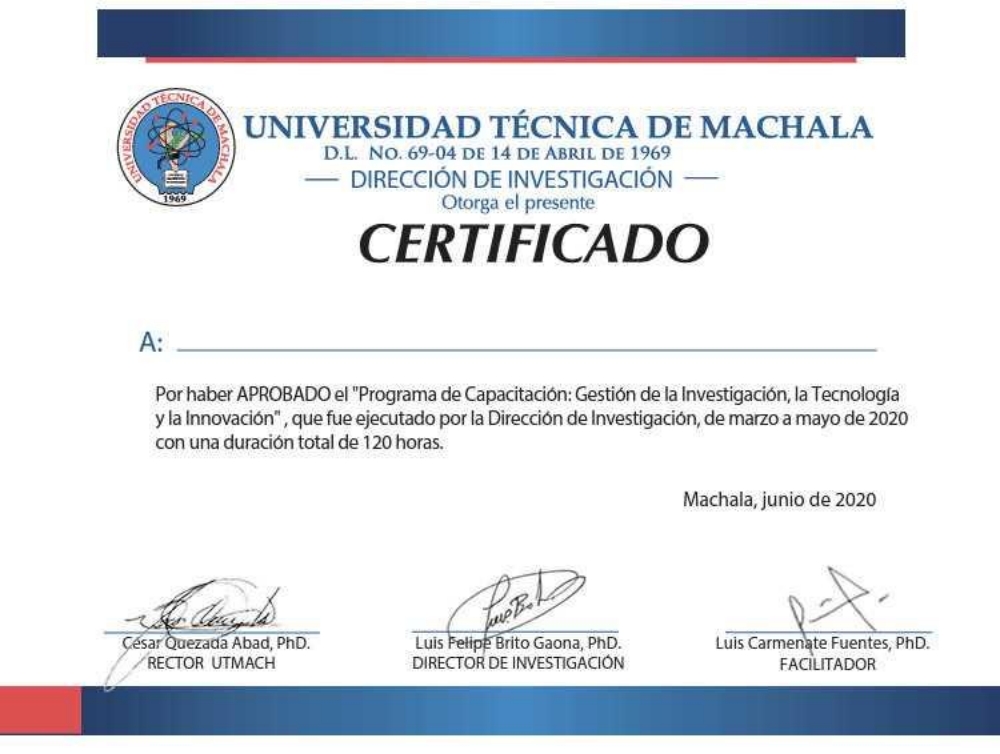 UNIVERSIDAD TÉCNICA DE MACHALA
1969
UNIVERSIDAD TÉCNICA DE MACHALA
D.L. NO. 69-04 DE 14 DE ABRIL DE 1969
DIRECCIÓN DE INVESTIGACIÓN
Otorga el presente
CERTIFICADO
A:
Por haber APROBADO el "Programa de Capacitación: Gestión de la Investigación, la Tecnología
y la Innovación" , que fue ejecutado por la Dirección de Investigación, de marzo a mayo de 2020
con una duración total de 120 horas.
Machala, junio de 2020
César Quezada Abad, PhD.
RECTOR UTMACH
Luis Felipe Brito Gaona, PhD.
DIRECTOR DE INVESTIGACIÓN
Luis Carmenate Fuentes, PhD.
FACILITADOR